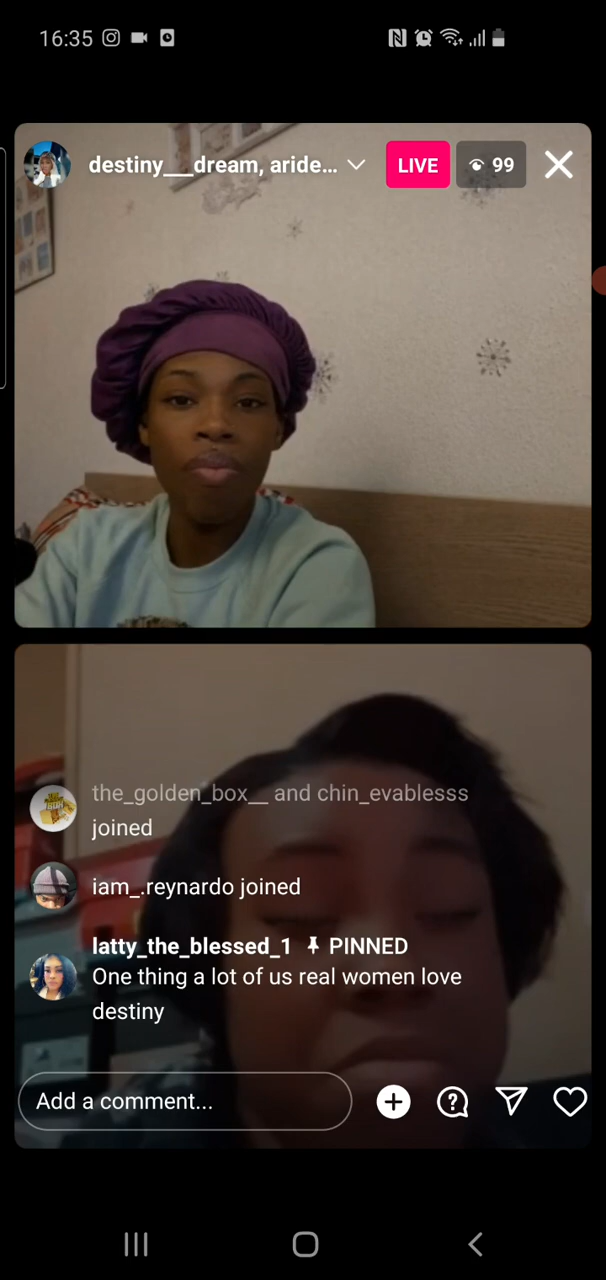 16:35
destiny___dream, aride...
LIVE
99
the_golden_box__ and chin_evablesss
joined
iam_.reynardo joined
latty_the_blessed_1 PINNED
One thing a lot of us real women love
destiny
Add a comment...